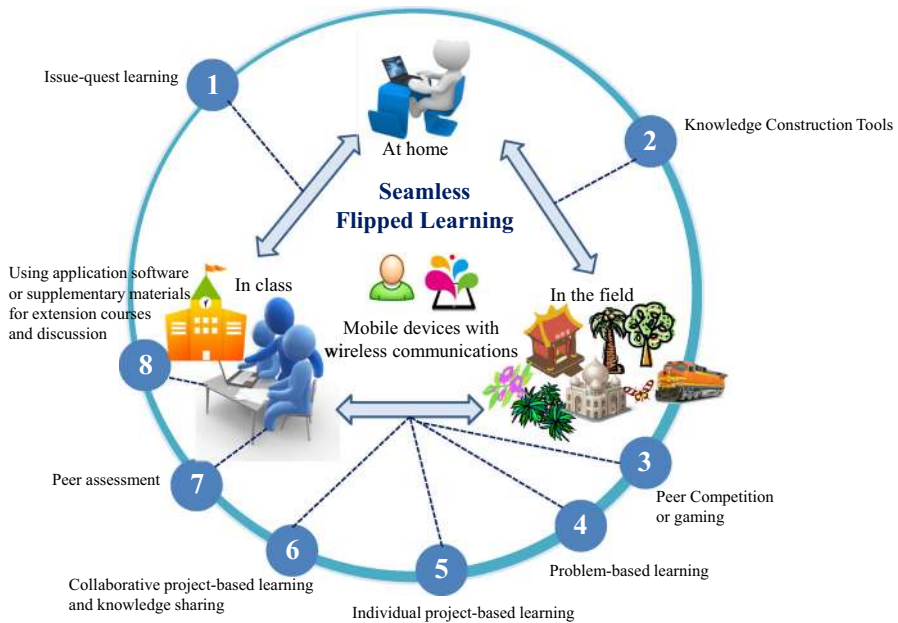 1
Issue-quest learning
At home
2
Knowledge Construction Tools
Seamless
Flipped Learning
Using application software
or supplementary materials
for extension courses
and discussion
In class
In the field
Mobile devices with
wireless communications
8
3
Peer Competition
or gaming
7
Peer assessment
4
Problem-based learning
6
Collaborative project-based learning
and knowledge sharing
5
Individual project-based learning